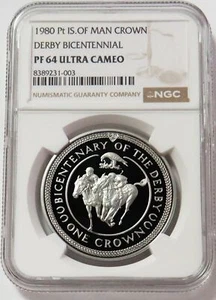 1980 Pt IS.OF MAN CROWN
DERBY BICENTENNIAL
PF 64 ULTRA CAMEO
8389231-003
NGC
NUMISMATIC GUARANTY COMPANY
BICENTENARY OF THE DERBY
ONE CROWN